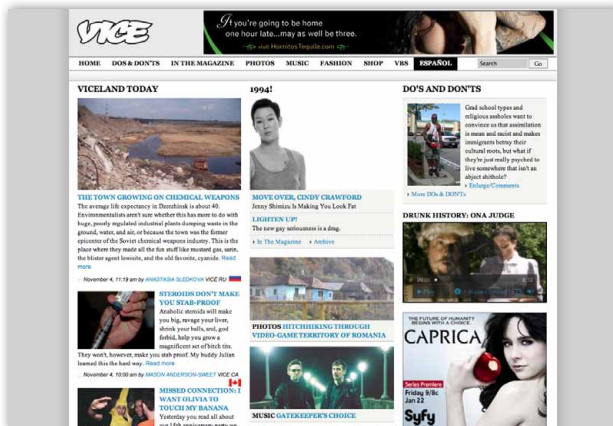 VICE
If you're going to be home
one hour late...may as well be three.
visit HornitosTequila.com
HOME DOS & DON'TS IN THE MAGAZINE PHOTOS MUSIC FASHION SHOP VBS ESPAÑOL Search Go
VICELAND TODAY
THE TOWN GROWING ON CHEMICAL WEAPONS
The average life expectancy in Dzerzhinsk is about 40.
Environmentalists aren't sure whether this has more to do with
huge, poorly regulated industrial plants dumping waste in the
ground, water, and air, or because the town was the former
epicenter of the Soviet chemical weapons industry. This is the
place where they made all the fun stuff like mustard gas, sarin,
the blister agent lewisite, and the old favorite, cyanide. Read
more
November 4, 11:19 am by ANASTASIA SLEDKOVA VICE RU
STEROIDS DON'T MAKE
YOU STAB-PROOF
Anabolic steroids will make
you big, ravage your liver,
shrink your balls, and, god
forbid, help you grow a
magnificent set of bitch tits.
They won't, however, make you stab proof. My buddy Julian
learned this the hard way. Read more
November 4, 10:00 am by MASON ANDERSON-SWEET VICE CA
MISSED CONNECTION: I
WANT OLIVIA TO
TOUCH MY BANANA
Yesterday you read all about
our 15th anniversary party we
1994!
MOVE OVER, CINDY CRAWFORD
Jenny Shimizu Is Making You Look Fat
LIGHTEN UP!
The new gay seriousness is a drag.
In The Magazine Archive
PHOTOS HITCHHIKING THROUGH
VIDEO-GAME TERRITORY OF ROMANIA
MUSIC GATEKEEPER'S CHOICE
DO'S AND DON'TS
Grad school types and
religious assholes want to
convince us that assimilation
is mean and racist and makes
immigrants betray their
cultural roots, but what if
they're just really psyched to
live somewhere that isn't an
abject shithole?
Enlarge/Comments
More DOs & DON'Ts
DRUNK HISTORY: ONA JUDGE
THE FUTURE OF HUMANITY
BEGINS WITH A CHOICE.
CAPRICA
Series Premiere
Friday 9/8c
Jan 22
Syfy